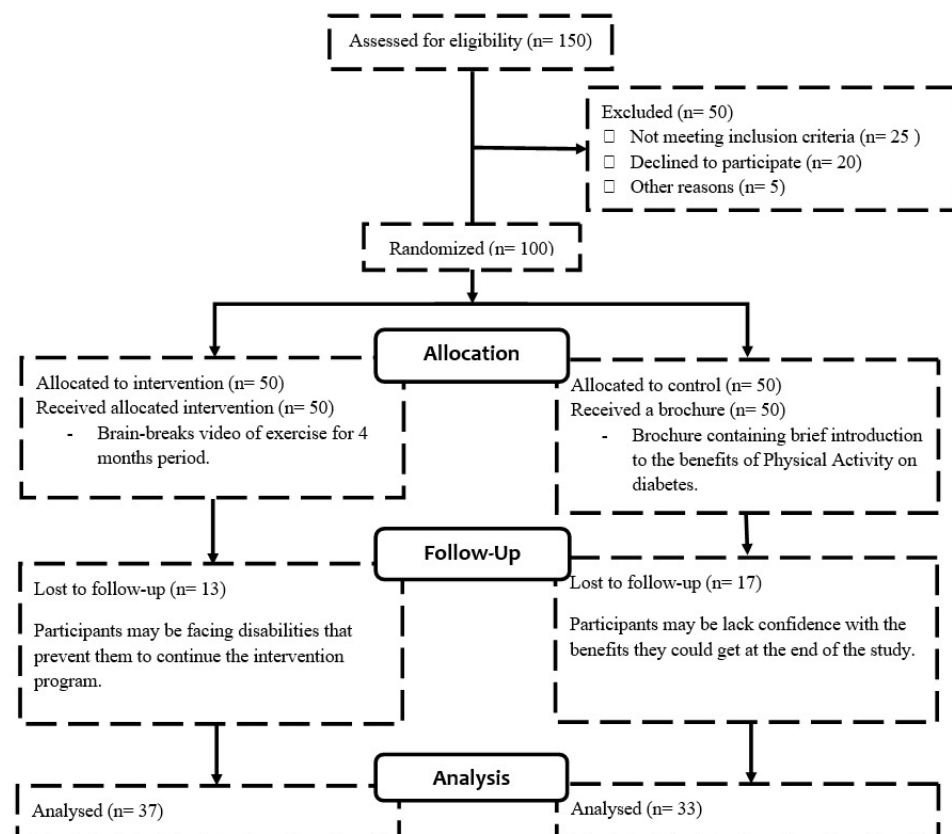 Assessed for eligibility (n= 150)
Excluded (n= 50)
□ Not meeting inclusion criteria (n= 25 )
□ Declined to participate (n= 20)
□ Other reasons (n= 5)
Randomized (n= 100)
Allocation
Allocated to intervention (n= 50)
Received allocated intervention (n= 50)
- Brain-breaks video of exercise for 4
months period.
Allocated to control (n= 50)
Received a brochure (n= 50)
- Brochure containing brief introduction
to the benefits of Physical Activity on
diabetes.
Follow-Up
Lost to follow-up (n= 13)
Participants may be facing disabilities that
prevent them to continue the intervention
program.
Lost to follow-up (n= 17)
Participants may be lack confidence with the
benefits they could get at the end of the study.
Analysis
Analysed (n= 37)
Analysed (n= 33)